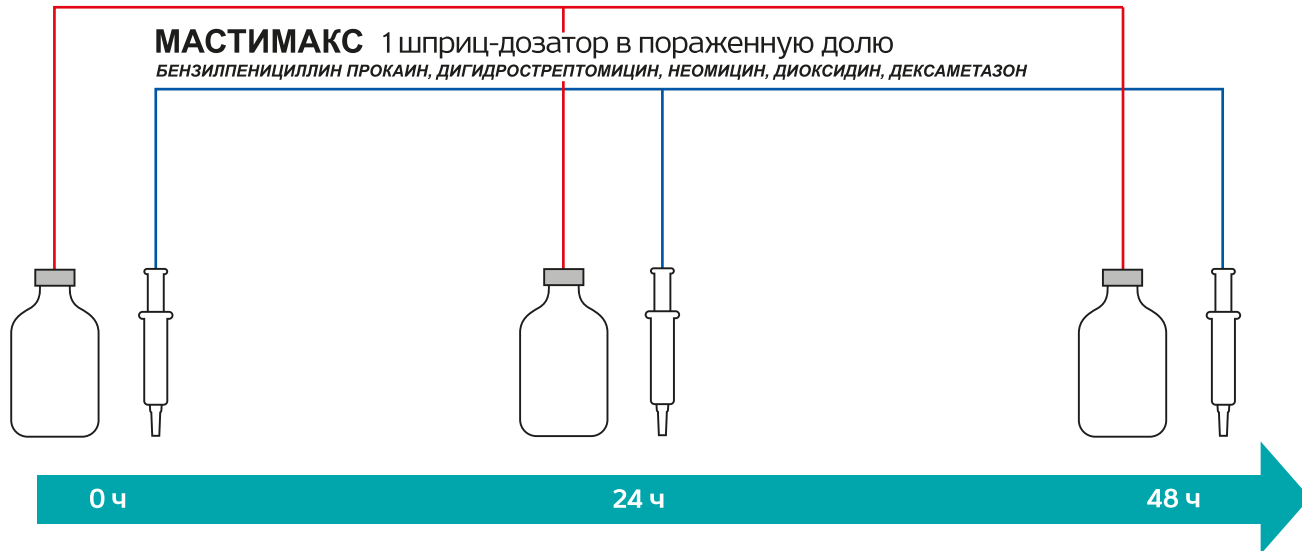 МАСТИМАКС 1 шприц-дозатор в пораженную долю
БЕНЗИЛПЕНИЦИЛЛИН ПРОКАИН, ДИГИДРОСТРЕПТОМИЦИН, НЕОМИЦИН, ДИОКСИДИН, ДЕКСАМЕТАЗОН
0 ч 24 ч 48 ч